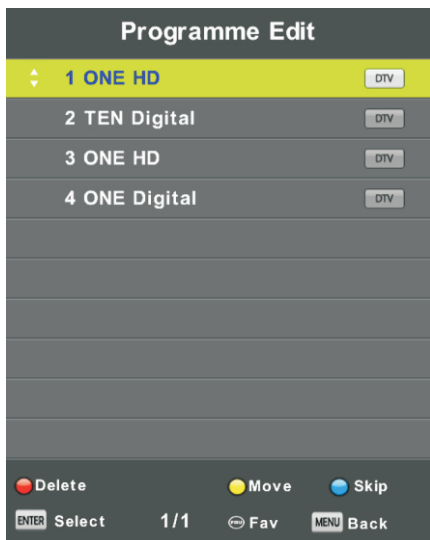 Programme Edit
1 ONE HD DTV
2 TEN Digital DTV
3 ONE HD DTV
4 ONE Digital DTV
Delete Move Skip
ENTER Select 1/1 Fav MENU Back